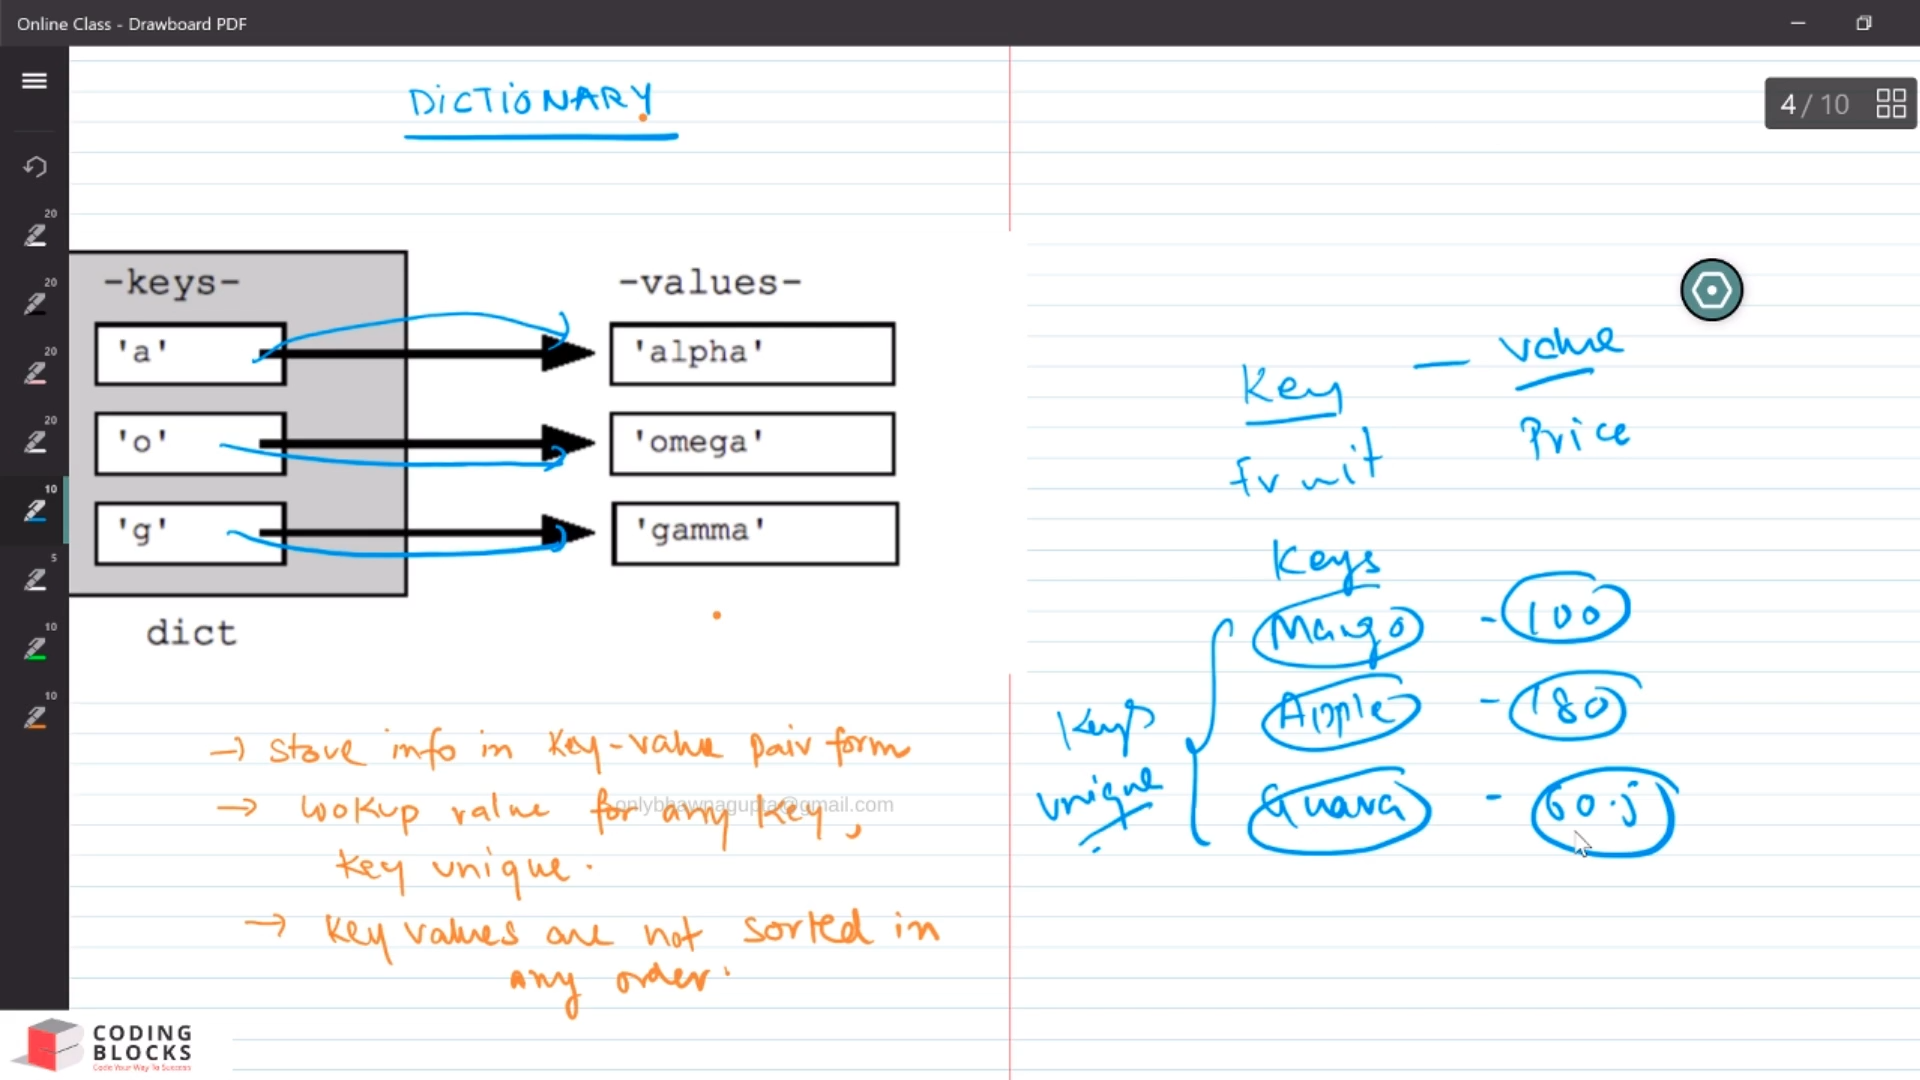 Online Class - Drawboard PDF
DICTIONARY
4 / 10
20
20
20
20
10
5
10
10
-keys-
-values-
'a'
'alpha'
'o'
'omega'
'g'
'gamma'
dict
Key — value
fruit Price
Keys
Mango - 100
Apple - 180
Guava - 60.5
Keys
unique
→ store info in key-value pair form
→ lookup value for any key,
key unique.
onlybhawnagupta@gmail.com
→ key values are not sorted in
any order.
CODING
BLOCKS
Code Your Way To Success